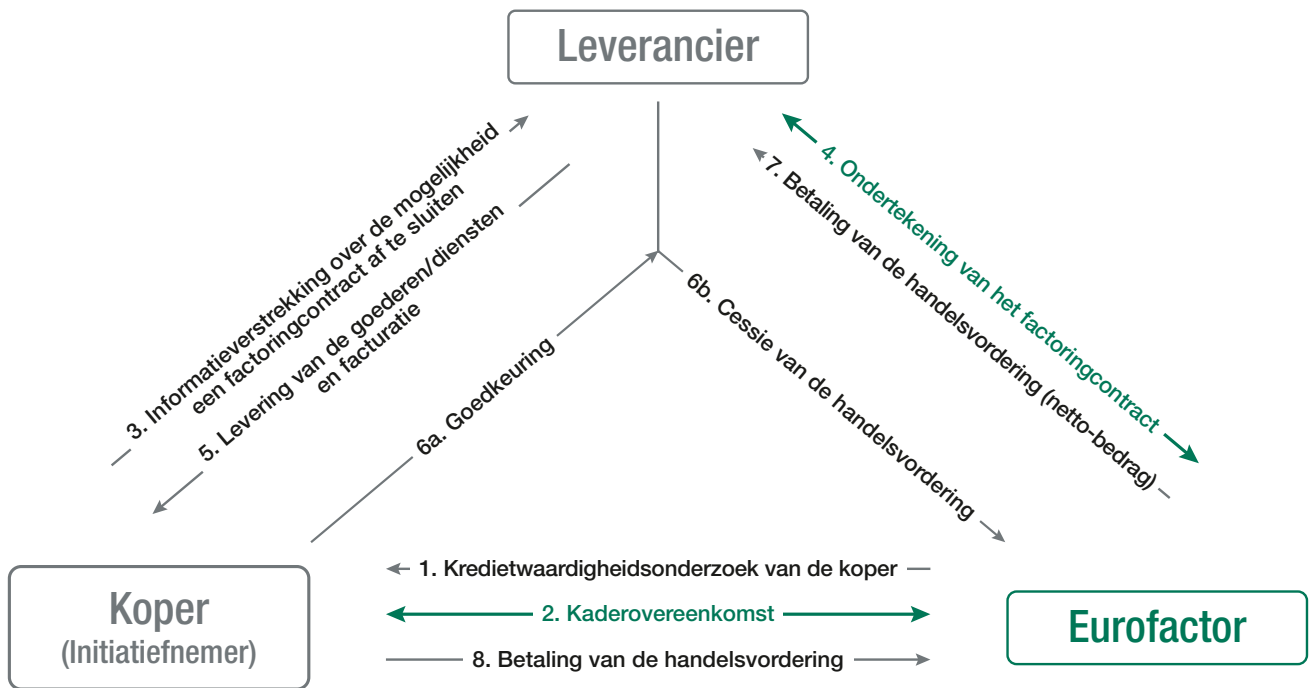 Leverancier
3. Informatieverstrekking over de mogelijkheid
een factoringcontract af te sluiten
5. Levering van de goederen/diensten
en facturatie
6a. Goedkeuring
6b. Cessie van de handelsvordering
7. Betaling van de handelsvordering (netto-bedrag)
4. Ondertekening van het factoringcontract
1. Kredietwaardigheidsonderzoek van de koper
2. Kaderovereenkomst
8. Betaling van de handelsvordering
Koper
(Initiatiefnemer)
Eurofactor